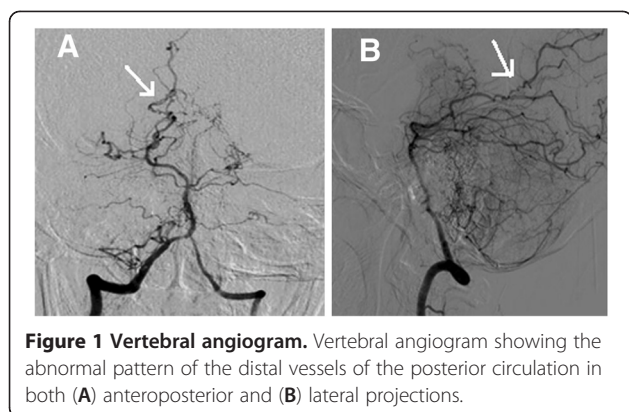 A
B
Figure 1 Vertebral angiogram. Vertebral angiogram showing the
abnormal pattern of the distal vessels of the posterior circulation in
both (A) anteroposterior and (B) lateral projections.